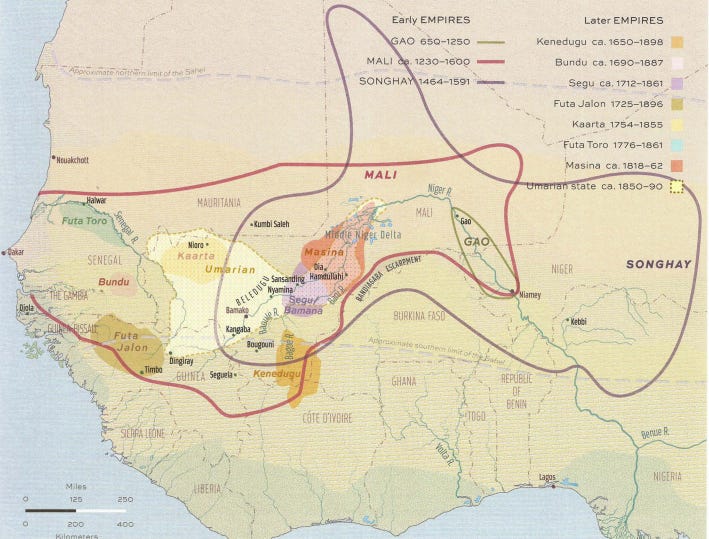 Early EMPIRES
GAO 650–1250
MALI ca. 1230–1600
SONGHAY 1464–1591
Later EMPIRES
Kenedugu ca. 1650–1898
Bundu ca. 1690–1887
Segu ca. 1712–1861
Futa Jalon 1725–1896
Kaarta 1754–1855
Futa Toro 1776–1861
Masina ca. 1818–62
Umarian state ca. 1850–90
Approximate northern limit of the Sahel
Nouakchott
MALI
Halwar
MAURITANIA
Niger R.
MALI
Gao
Futa Toro
Senegal R.
Kumbi Saleh
Middle Niger Delta
GAO
Dakar
SENEGAL
Nioro
Kaarta
Umarian
Masina
Dia
Hamdullahi
BANDIAGARA ESCARPMENT
NIGER
SONGHAY
Bundu
BELEDUGU
Sansanding
Nyamina
Segu/
Bamana
Bani R.
Niamey
THE GAMBIA
Djola
GUINEA-BISSAU
Bamako
Kangaba
Baoule R.
Bagbe R.
BURKINA FASO
Kebbi
Futa
Jalon
Bougouni
Approximate southern limit of the Sahel
Dingiray
Timbo
GUINEA
Seguela
Kenedugu
GHANA
REPUBLIC
OF
BENIN
TOGO
CÔTE D'IVOIRE
SIERRA LEONE
Volta R.
Benue R.
LIBERIA
Lagos
NIGERIA
Miles
0 125 250
0 200 400
Kilometers